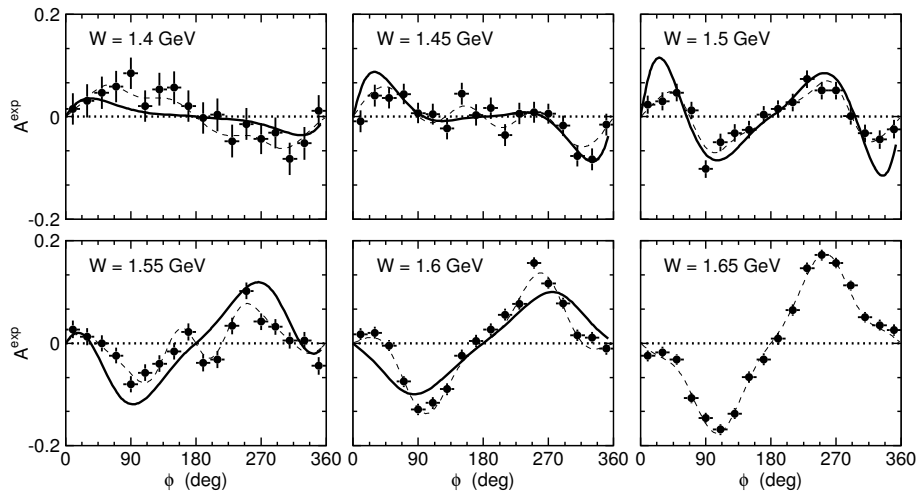 0.2
W = 1.4 GeV
W = 1.45 GeV
W = 1.5 GeV
A^exp
0
-0.2
0.2
W = 1.55 GeV
W = 1.6 GeV
W = 1.65 GeV
A^exp
0
-0.2
0 90 180 270 360
0 90 180 270 360
0 90 180 270 360
ϕ (deg)
ϕ (deg)
ϕ (deg)